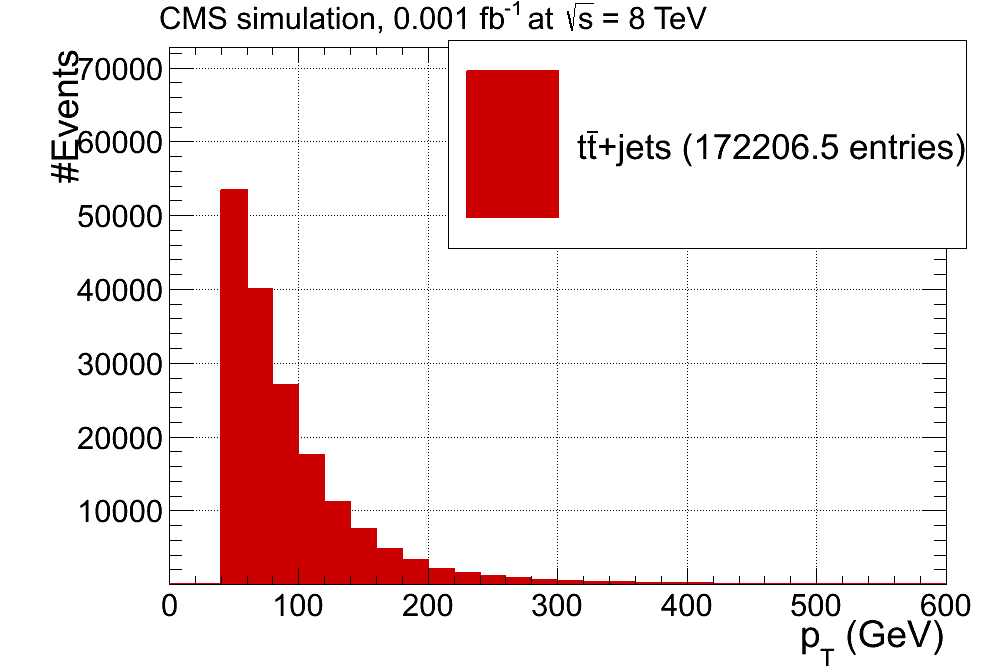 CMS simulation, 0.001 fb⁻¹ at √s = 8 TeV
#Events
70000
60000
50000
40000
30000
20000
10000
tt̄+jets (172206.5 entries)
0 100 200 300 400 500 600
p_T (GeV)